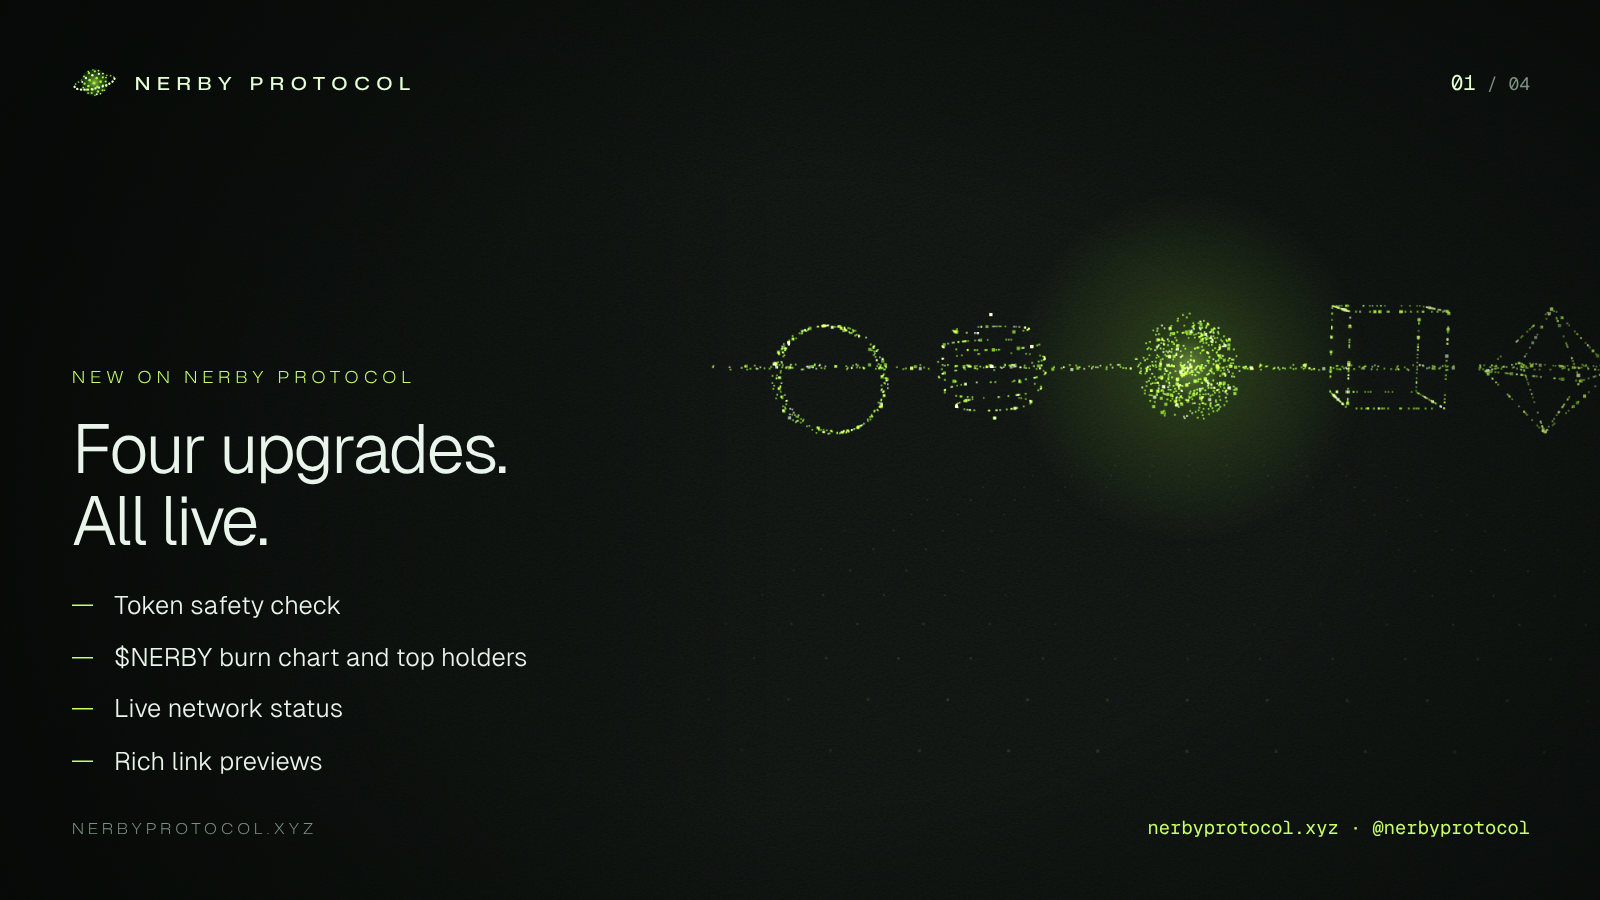 NERBY PROTOCOL
01 / 04
NEW ON NERBY PROTOCOL
Four upgrades.
All live.
— Token safety check
— $NERBY burn chart and top holders
— Live network status
— Rich link previews
NERBYPROTOCOL.XYZ
nerbyprotocol.xyz · @nerbyprotocol